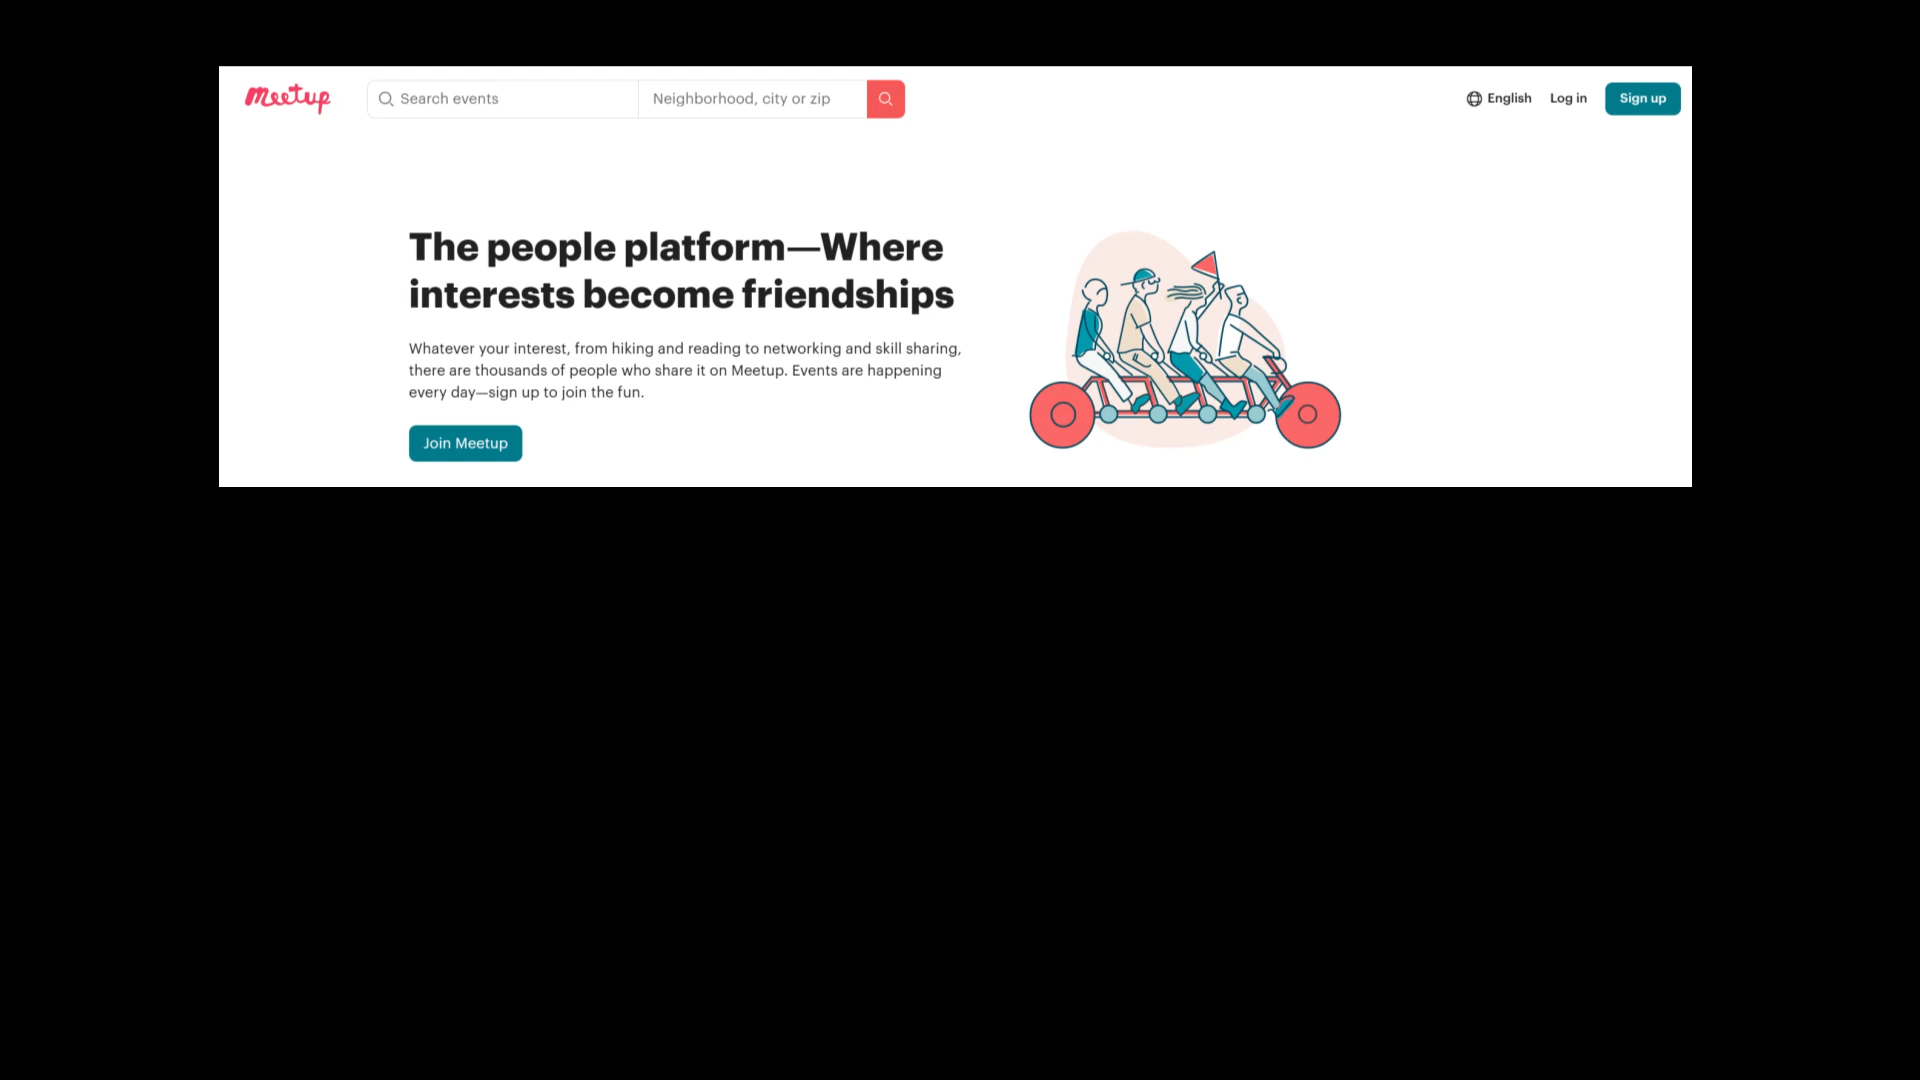 Meetup
Search events
Neighborhood, city or zip
English
Log in
Sign up
The people platform—Where
interests become friendships
Whatever your interest, from hiking and reading to networking and skill sharing,
there are thousands of people who share it on Meetup. Events are happening
every day—sign up to join the fun.
Join Meetup